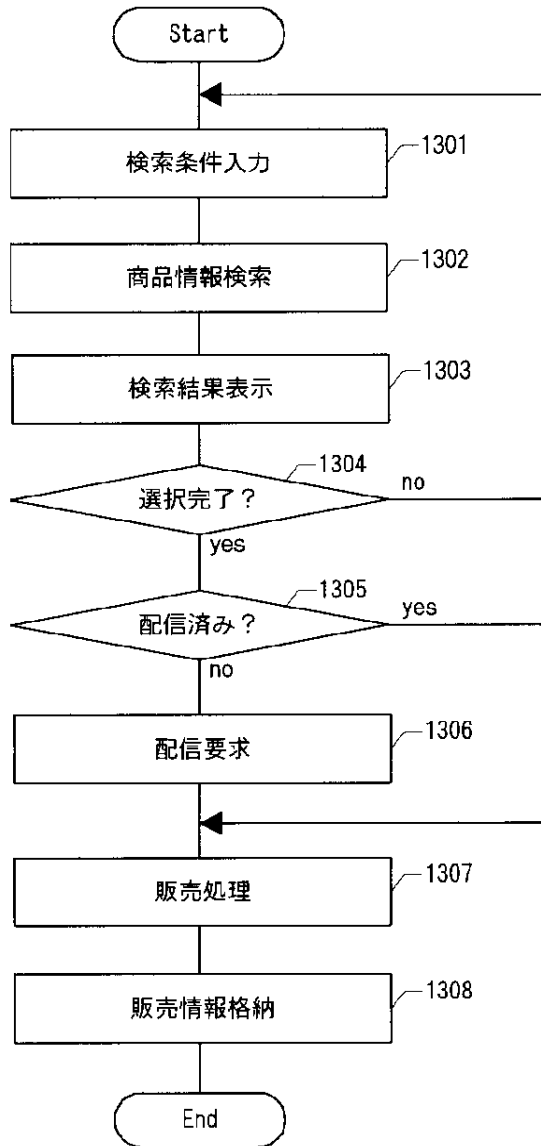 Start
検索条件入力
1301
商品情報検索
1302
検索結果表示
1303
選択完了？
1304
no
yes
配信済み？
1305
yes
no
配信要求
1306
販売処理
1307
販売情報格納
1308
End